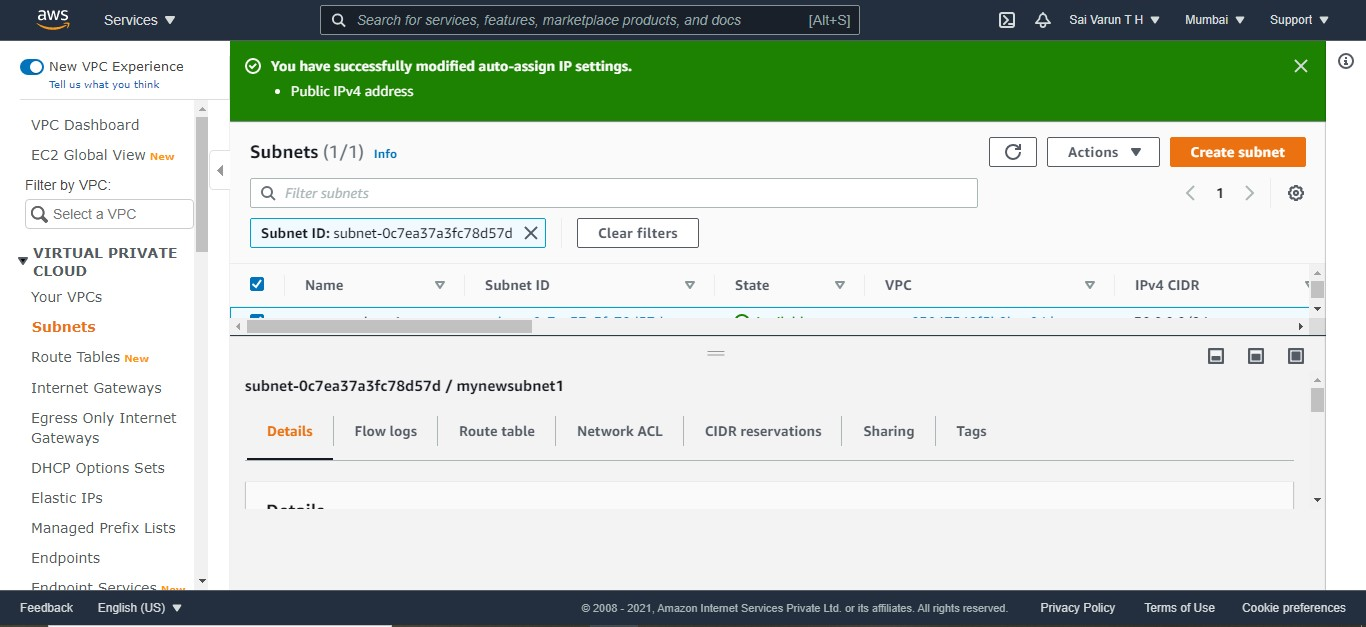 aws
Services
Search for services, features, marketplace products, and docs
[Alt+S]
Sai Varun T H
Mumbai
Support
New VPC Experience
Tell us what you think
VPC Dashboard
EC2 Global View New
Filter by VPC:
Select a VPC
VIRTUAL PRIVATE
CLOUD
Your VPCs
Subnets
Route Tables New
Internet Gateways
Egress Only Internet
Gateways
DHCP Options Sets
Elastic IPs
Managed Prefix Lists
Endpoints
Endpoint Services New
You have successfully modified auto-assign IP settings.
• Public IPv4 address
Subnets (1/1) Info
Actions
Create subnet
Filter subnets
1
Subnet ID: subnet-0c7ea37a3fc78d57d
Clear filters
Name
Subnet ID
State
VPC
IPv4 CIDR
subnet-0c7ea37a3fc78d57d / mynewsubnet1
Details
Flow logs
Route table
Network ACL
CIDR reservations
Sharing
Tags
Details
Feedback
English (US)
© 2008 - 2021, Amazon Internet Services Private Ltd. or its affiliates. All rights reserved.
Privacy Policy
Terms of Use
Cookie preferences